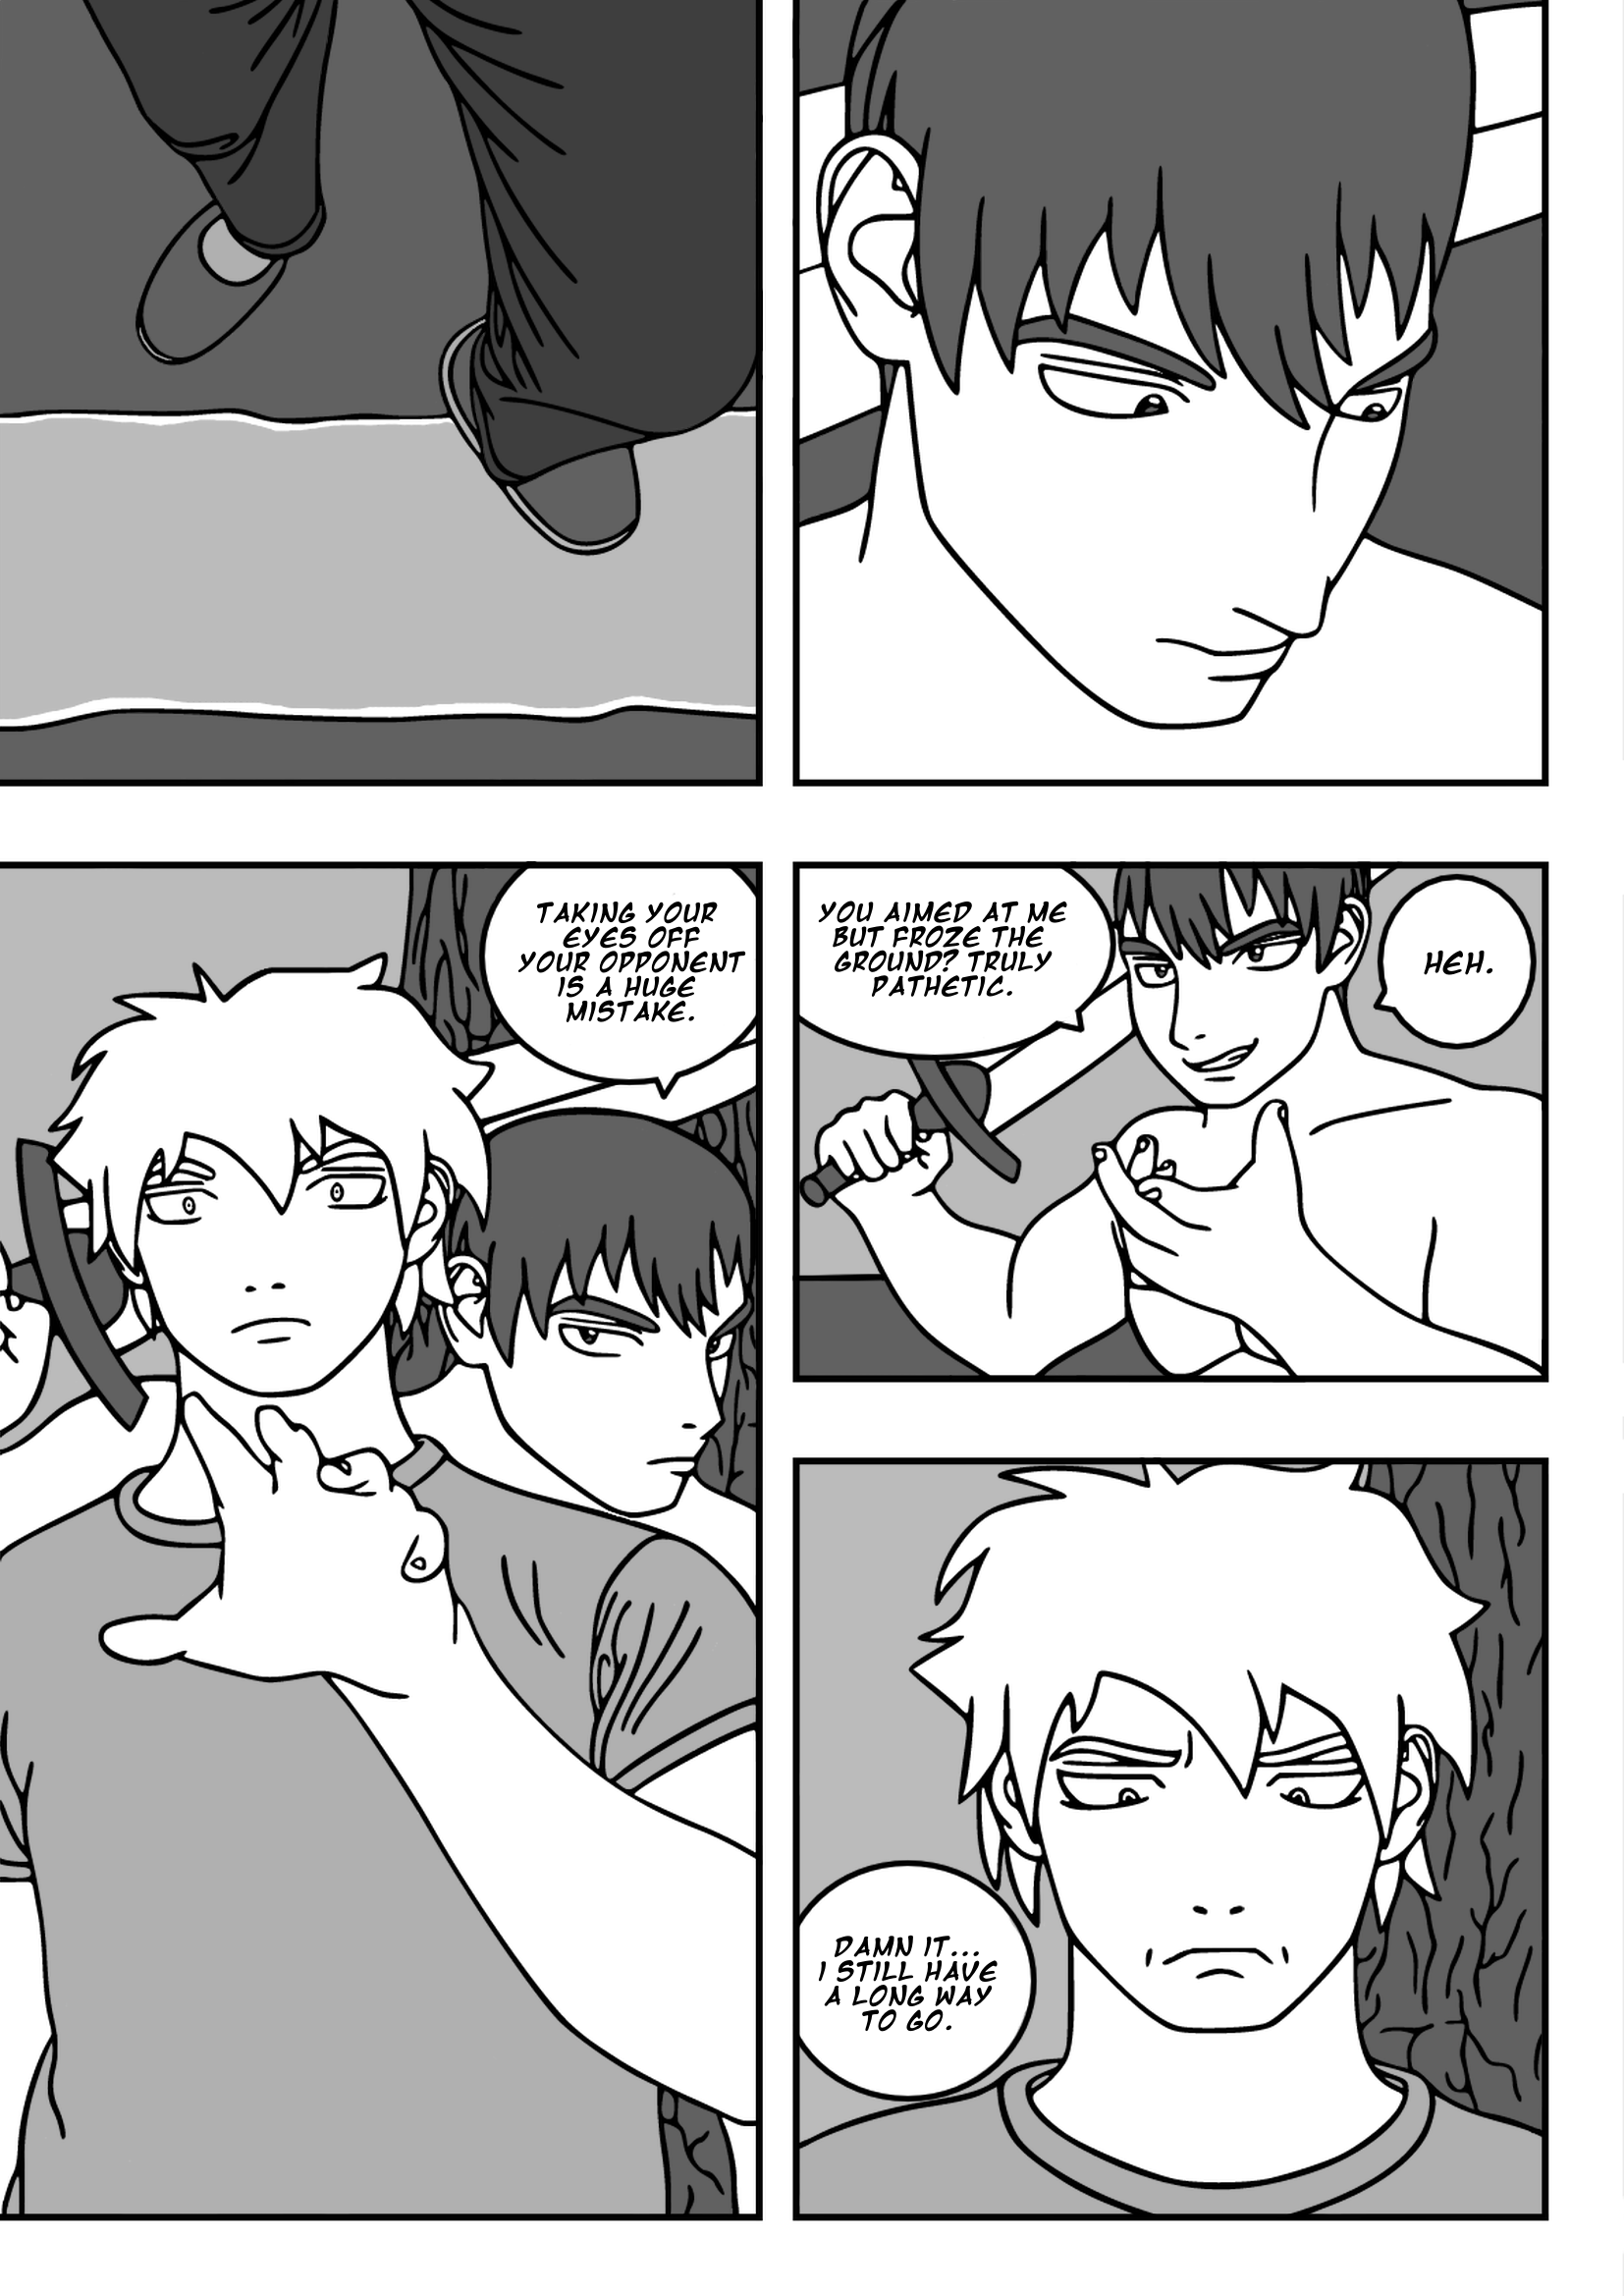 HEH.
YOU AIMED AT ME
BUT FROZE THE
GROUND? TRULY
PATHETIC.
TAKING YOUR
EYES OFF
YOUR OPPONENT
IS A HUGE
MISTAKE.
DAMN IT...
I STILL HAVE
A LONG WAY
TO GO.